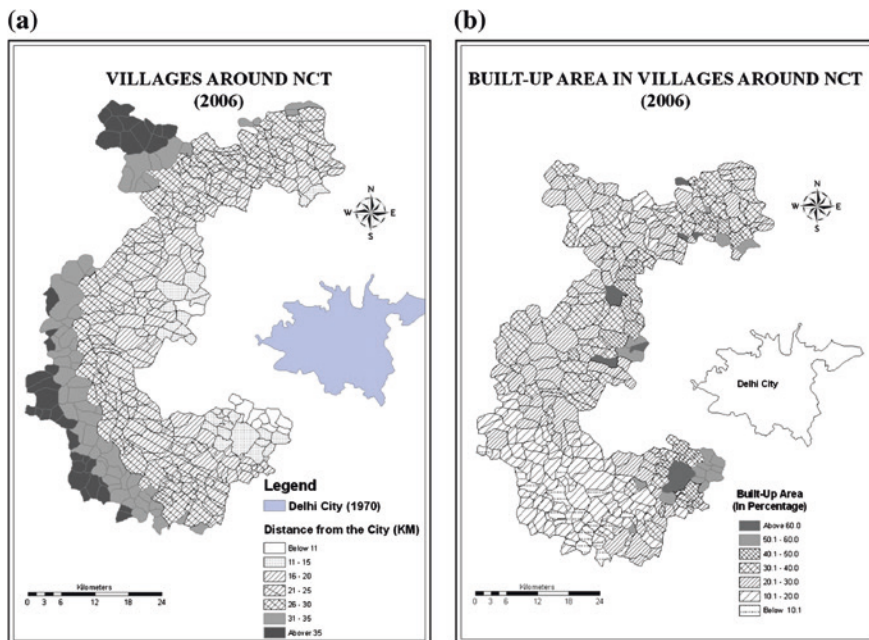 (a)
VILLAGES AROUND NCT
(2006)
N
W E
S
Legend
Delhi City (1970)
Distance from the City (KM)
Below 11
11 - 15
16 - 20
21 - 25
26 - 30
31 - 35
Above 35
Kilometers
0 3 6 12 18 24
(b)
BUILT-UP AREA IN VILLAGES AROUND NCT
(2006)
N
W E
S
Delhi City
Built-Up Area
(In Percentage)
Above 60.0
50.1 - 60.0
40.1 - 50.0
30.1 - 40.0
20.1 - 30.0
10.1 - 20.0
Below 10.1
Kilometers
0 3 6 12 18 24